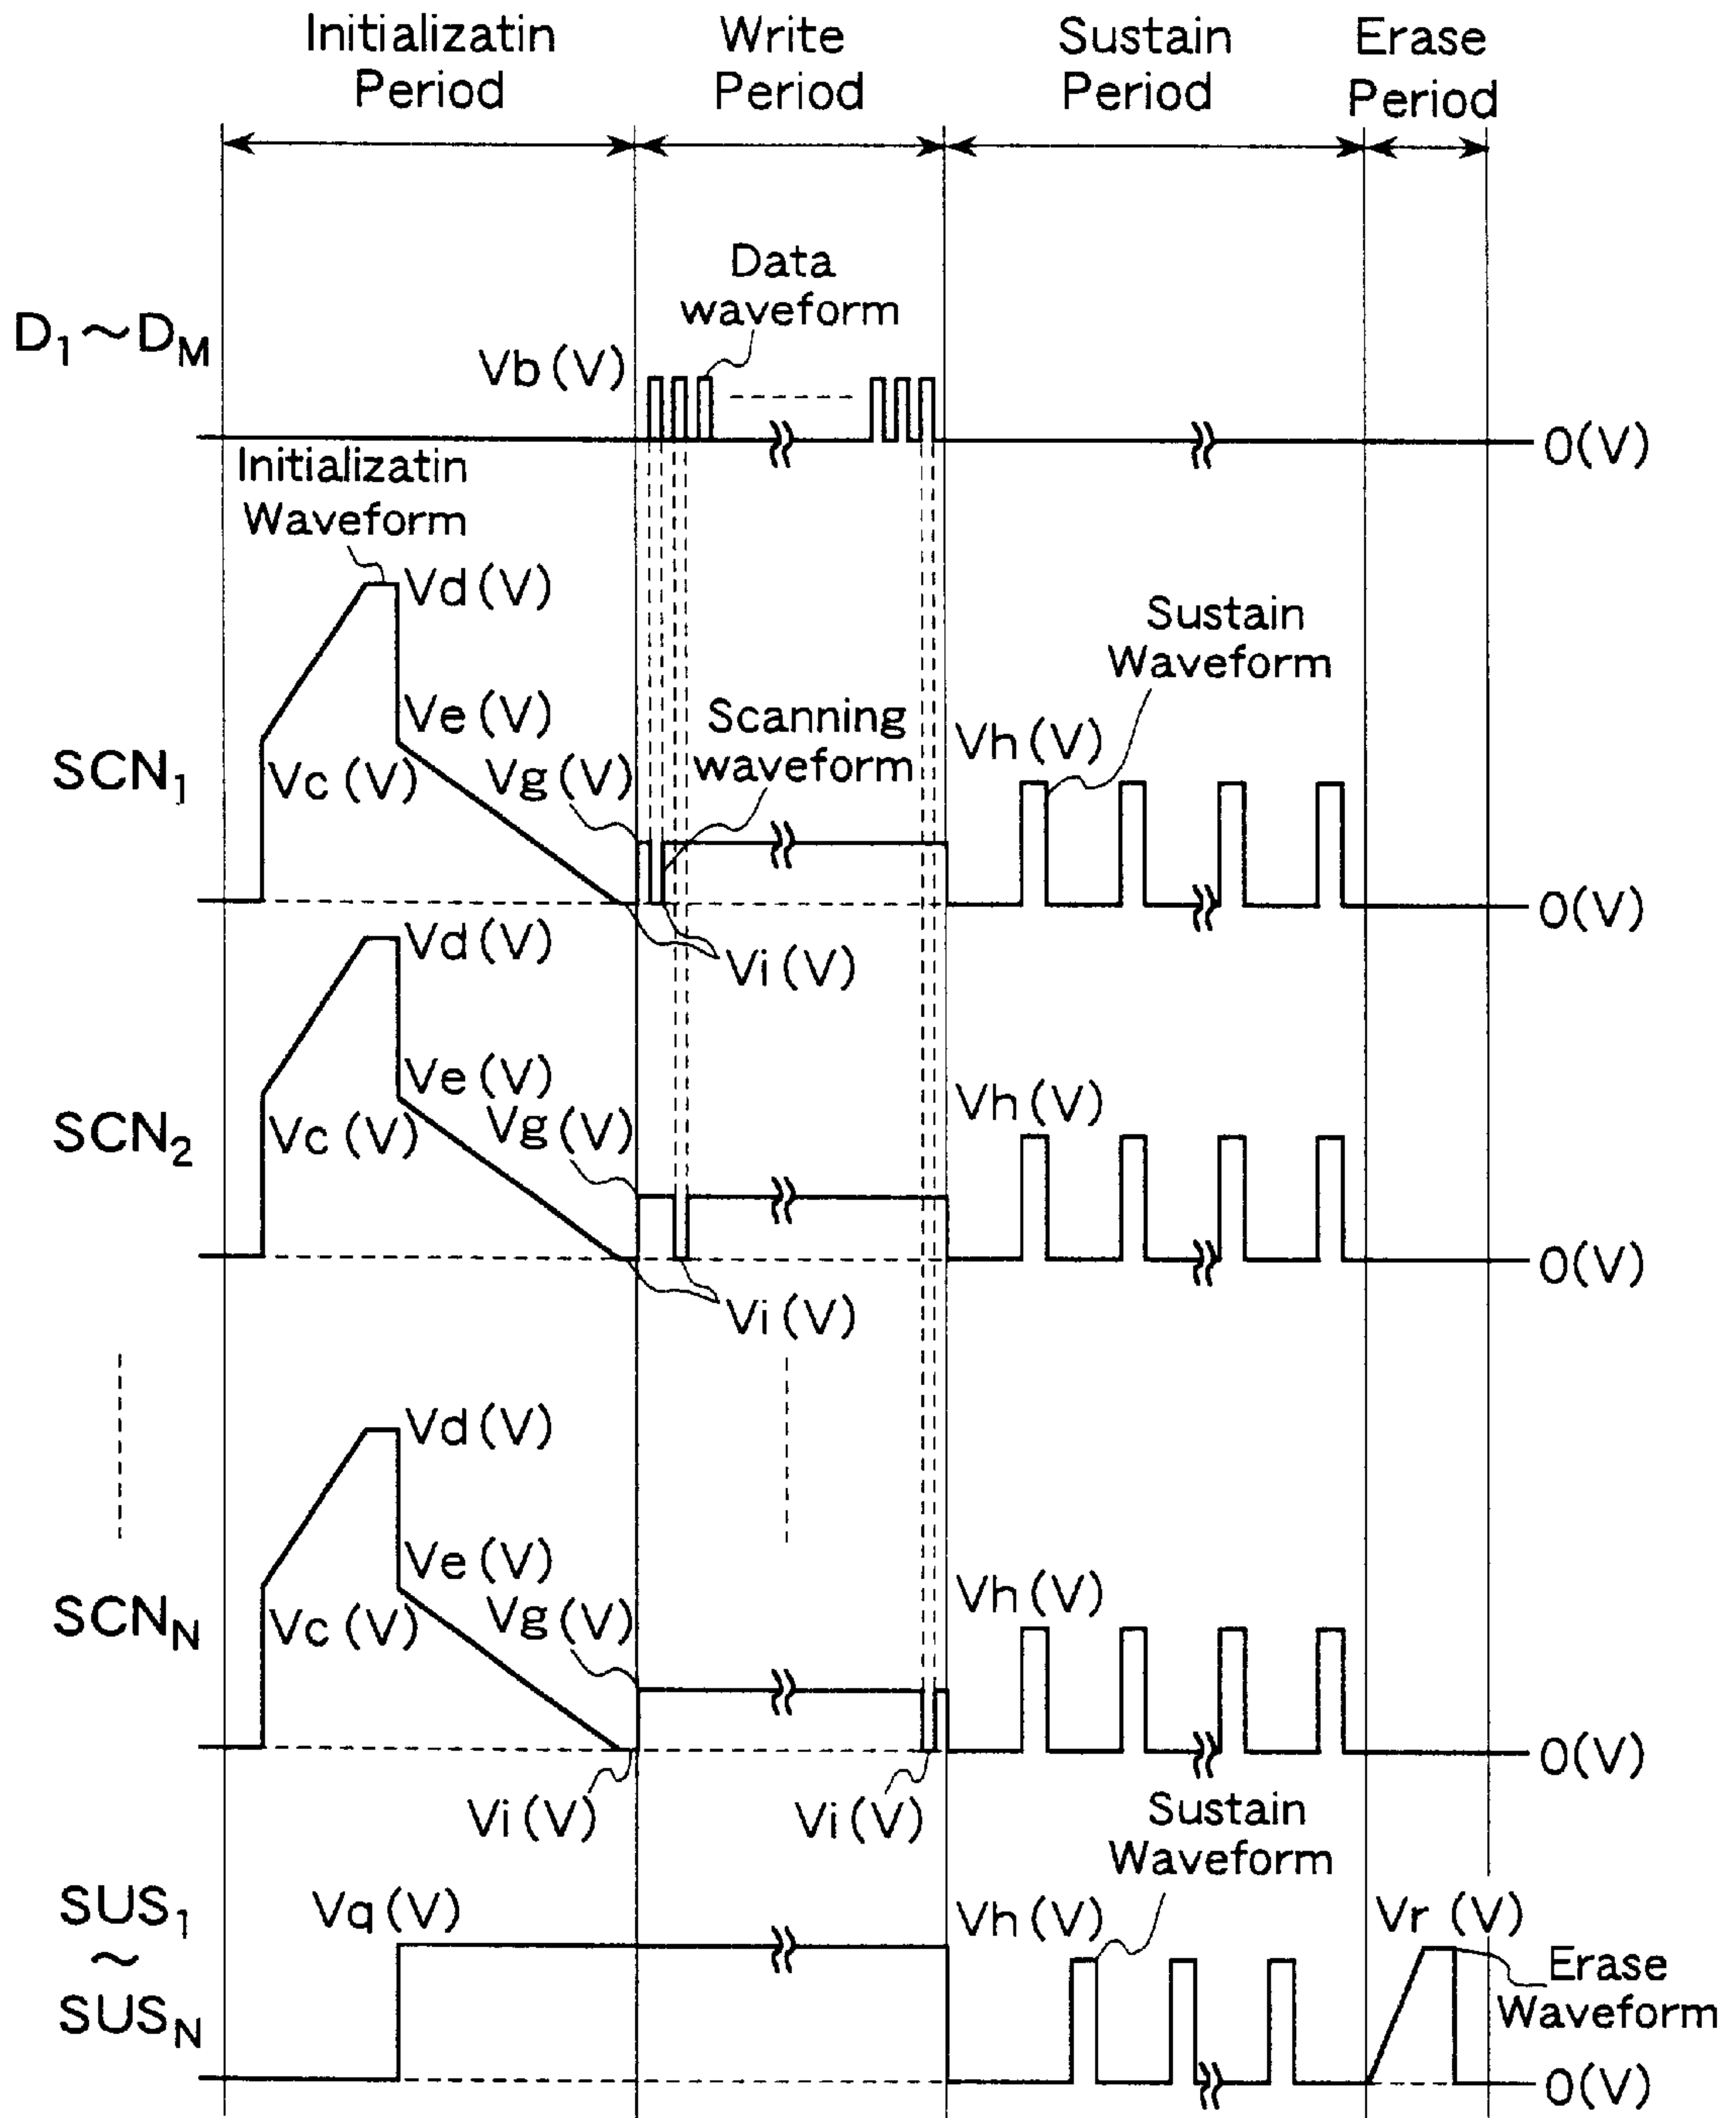 Initializatin
Period
Write
Period
Sustain
Period
Erase
Period
Data
waveform
D1~DM
Vb(V)
0(V)
Initializatin
Waveform
Vd(V)
Sustain
Waveform
Ve(V)
Scanning
waveform
Vh(V)
SCN1
Vc(V)
Vg(V)
0(V)
Vi(V)
Vd(V)
Ve(V)
Vh(V)
SCN2
Vc(V)
Vg(V)
0(V)
Vi(V)
Vd(V)
Ve(V)
Vh(V)
SCNN
Vc(V)
Vg(V)
0(V)
Vi(V)
Vi(V)
Sustain
Waveform
SUS1
~
SUSN
Vq(V)
Vh(V)
Vr(V)
Erase
Waveform
0(V)